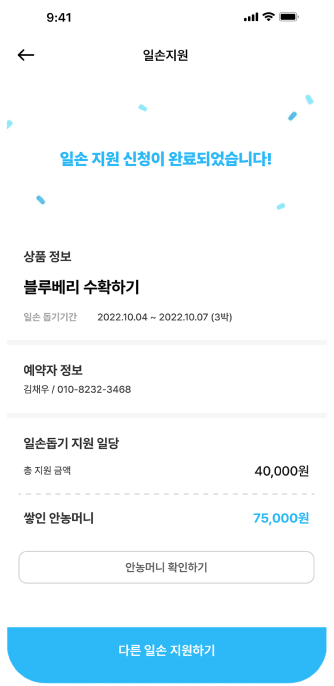 9:41
일손지원
일손 지원 신청이 완료되었습니다!
상품 정보
블루베리 수확하기
일손 돕기기간 2022.10.04 ~ 2022.10.07 (3박)
예약자 정보
김채우 / 010-8232-3468
일손돕기 지원 일당
총 지원 금액 40,000원
쌓인 안농머니 75,000원
안농머니 확인하기
다른 일손 지원하기